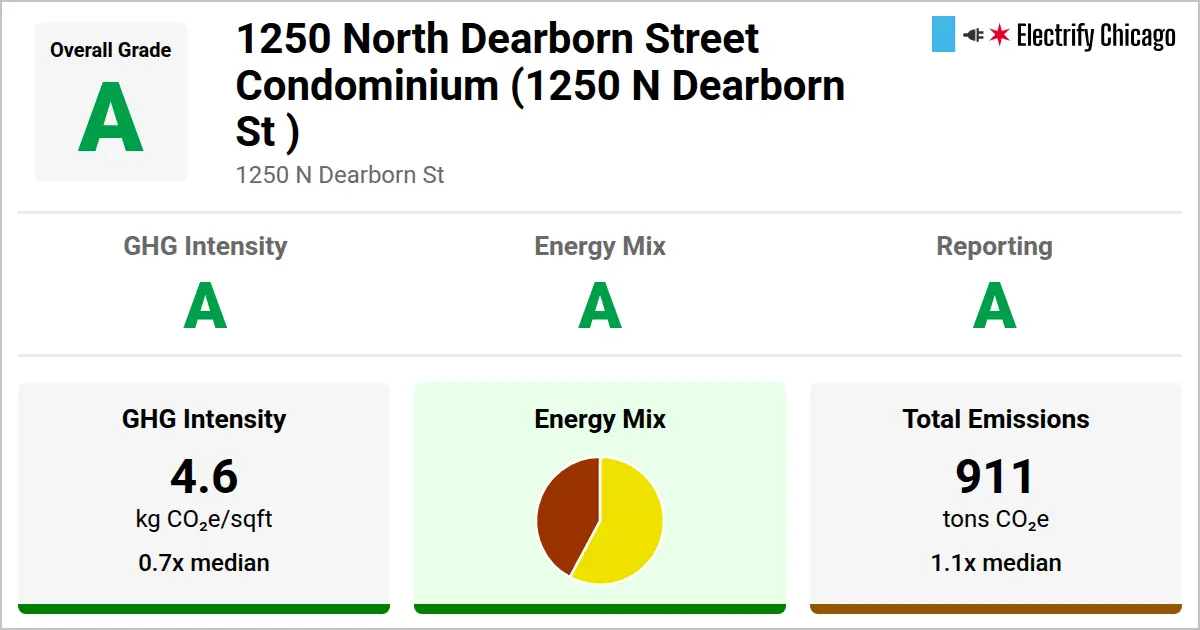 Overall Grade
A
1250 North Dearborn Street
Condominium (1250 N Dearborn
St )
1250 N Dearborn St
Electrify Chicago
GHG Intensity
A
Energy Mix
A
Reporting
A
GHG Intensity
4.6
kg CO₂e/sqft
0.7x median
Energy Mix
Total Emissions
911
tons CO₂e
1.1x median